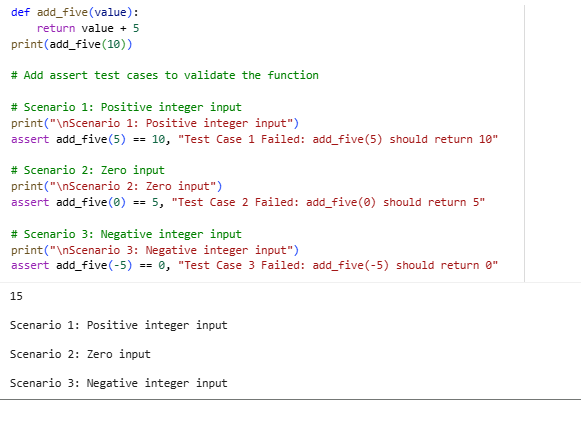 def add_five(value):
    return value + 5
print(add_five(10))

# Add assert test cases to validate the function

# Scenario 1: Positive integer input
print("\nScenario 1: Positive integer input")
assert add_five(5) == 10, "Test Case 1 Failed: add_five(5) should return 10"

# Scenario 2: Zero input
print("\nScenario 2: Zero input")
assert add_five(0) == 5, "Test Case 2 Failed: add_five(0) should return 5"

# Scenario 3: Negative integer input
print("\nScenario 3: Negative integer input")
assert add_five(-5) == 0, "Test Case 3 Failed: add_five(-5) should return 0"

15

Scenario 1: Positive integer input

Scenario 2: Zero input

Scenario 3: Negative integer input